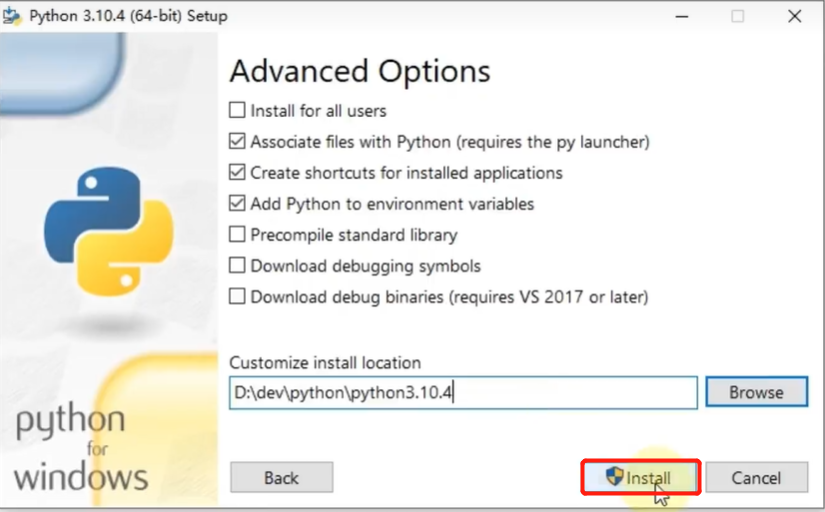 Python 3.10.4 (64-bit) Setup
Advanced Options
Install for all users
Associate files with Python (requires the py launcher)
Create shortcuts for installed applications
Add Python to environment variables
Precompile standard library
Download debugging symbols
Download debug binaries (requires VS 2017 or later)
Customize install location
D:\dev\python\python3.10.4
Browse
python
for
windows
Back
Install
Cancel